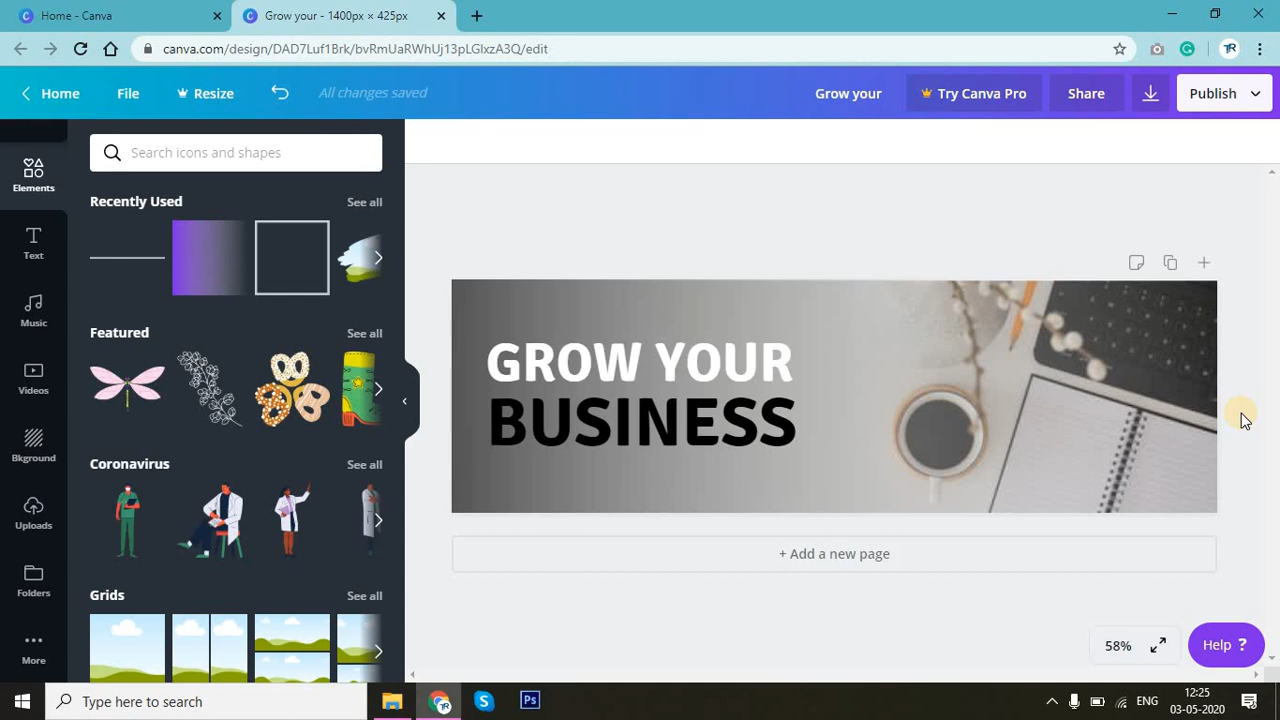 Home - Canva
Grow your - 1400px × 425px
canva.com/design/DAD7Luf1Brk/bvRmUaRWhUj13pLGlxzA3Q/edit
Home
File
Resize
All changes saved
Grow your
Try Canva Pro
Share
Publish
Search icons and shapes
Elements
Text
Music
Videos
Bkground
Uploads
Folders
More
Recently Used
See all
Featured
See all
Coronavirus
See all
Grids
See all
GROW YOUR
BUSINESS
+ Add a new page
58%
Help ?
Type here to search
Ps
ENG
12:25
03-05-2020